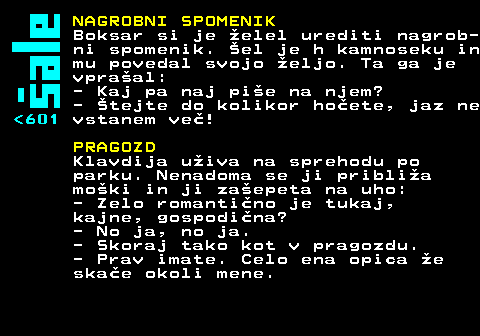 Šale
<601
NAGROBNI SPOMENIK
Boksar si je želel urediti nagrob-
ni spomenik. Šel je h kamnoseku in
mu povedal svojo željo. Ta ga je
vprašal:
- Kaj pa naj piše na njem?
- Štejte do kolikor hočete, jaz ne
vstanem več!
PRAGOZD
Klavdija uživa na sprehodu po
parku. Nenadoma se ji približa
moški in ji zašepeta na uho:
- Zelo romantično je tukaj,
kajne, gospodična?
- No ja, no ja.
- Skoraj tako kot v pragozdu.
- Prav imate. Celo ena opica že
skače okoli mene.